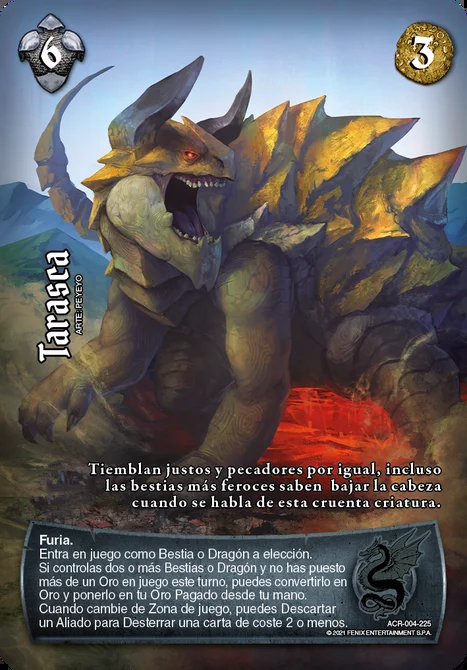 6
3
Tarasca
ARTE: PEYEYO
Tiemblan justos y pecadores por igual, incluso
las bestias más feroces saben bajar la cabeza
cuando se habla de esta cruenta criatura.
Furia.
Entra en juego como Bestia o Dragón a elección.
Si controlas dos o más Bestias o Dragón y no has puesto
más de un Oro en juego este turno, puedes convertirlo en
Oro y ponerlo en tu Oro Pagado desde tu mano.
Cuando cambie de Zona de juego, puedes Descartar
un Aliado para Desterrar una carta de coste 2 o menos.
ACR-004-225
© 2021 FENIX ENTERTAINMENT S.P.A.